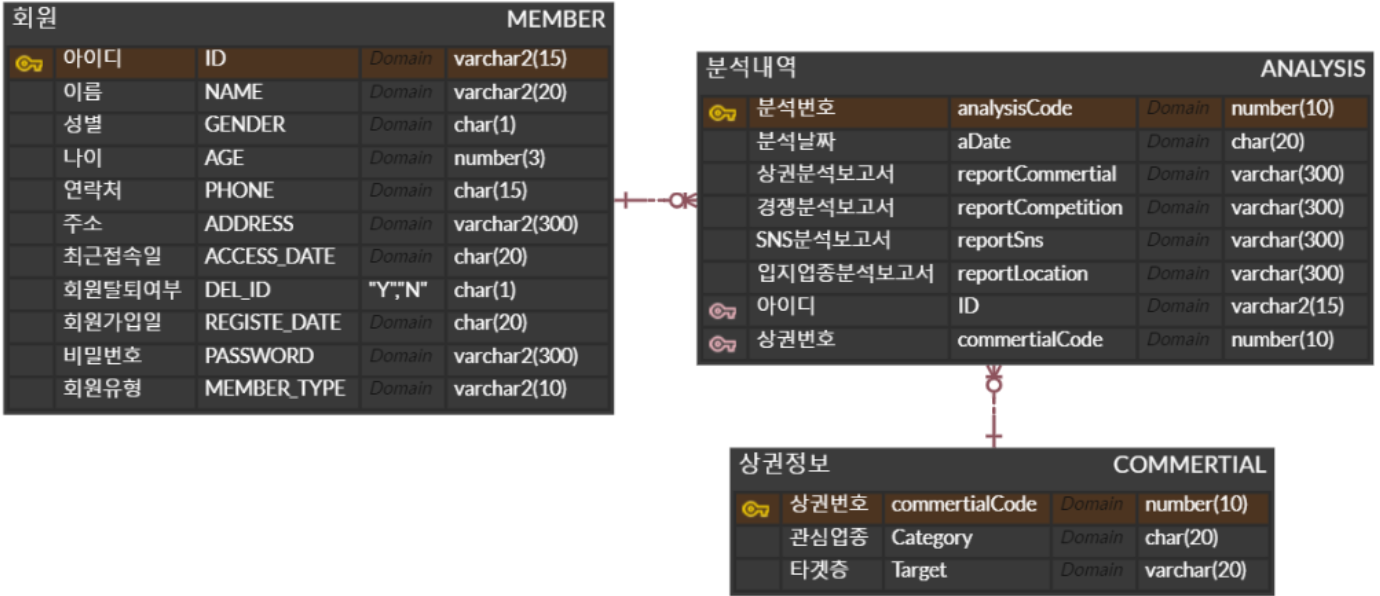 회원 MEMBER
아이디 ID Domain varchar2(15)
이름 NAME Domain varchar2(20)
성별 GENDER Domain char(1)
나이 AGE Domain number(3)
연락처 PHONE Domain char(15)
주소 ADDRESS Domain varchar2(300)
최근접속일 ACCESS_DATE Domain char(20)
회원탈퇴여부 DEL_ID "Y","N" char(1)
회원가입일 REGISTE_DATE Domain char(20)
비밀번호 PASSWORD Domain varchar2(300)
회원유형 MEMBER_TYPE Domain varchar2(10)
분석내역 ANALYSIS
분석번호 analysisCode Domain number(10)
분석날짜 aDate Domain char(20)
상권분석보고서 reportCommertial Domain varchar(300)
경쟁분석보고서 reportCompetition Domain varchar(300)
SNS분석보고서 reportSns Domain varchar(300)
입지업종분석보고서 reportLocation Domain varchar(300)
아이디 ID Domain varchar2(15)
상권번호 commertialCode Domain number(10)
상권정보 COMMERTIAL
상권번호 commertialCode Domain number(10)
관심업종 Category Domain char(20)
타겟층 Target Domain varchar(20)